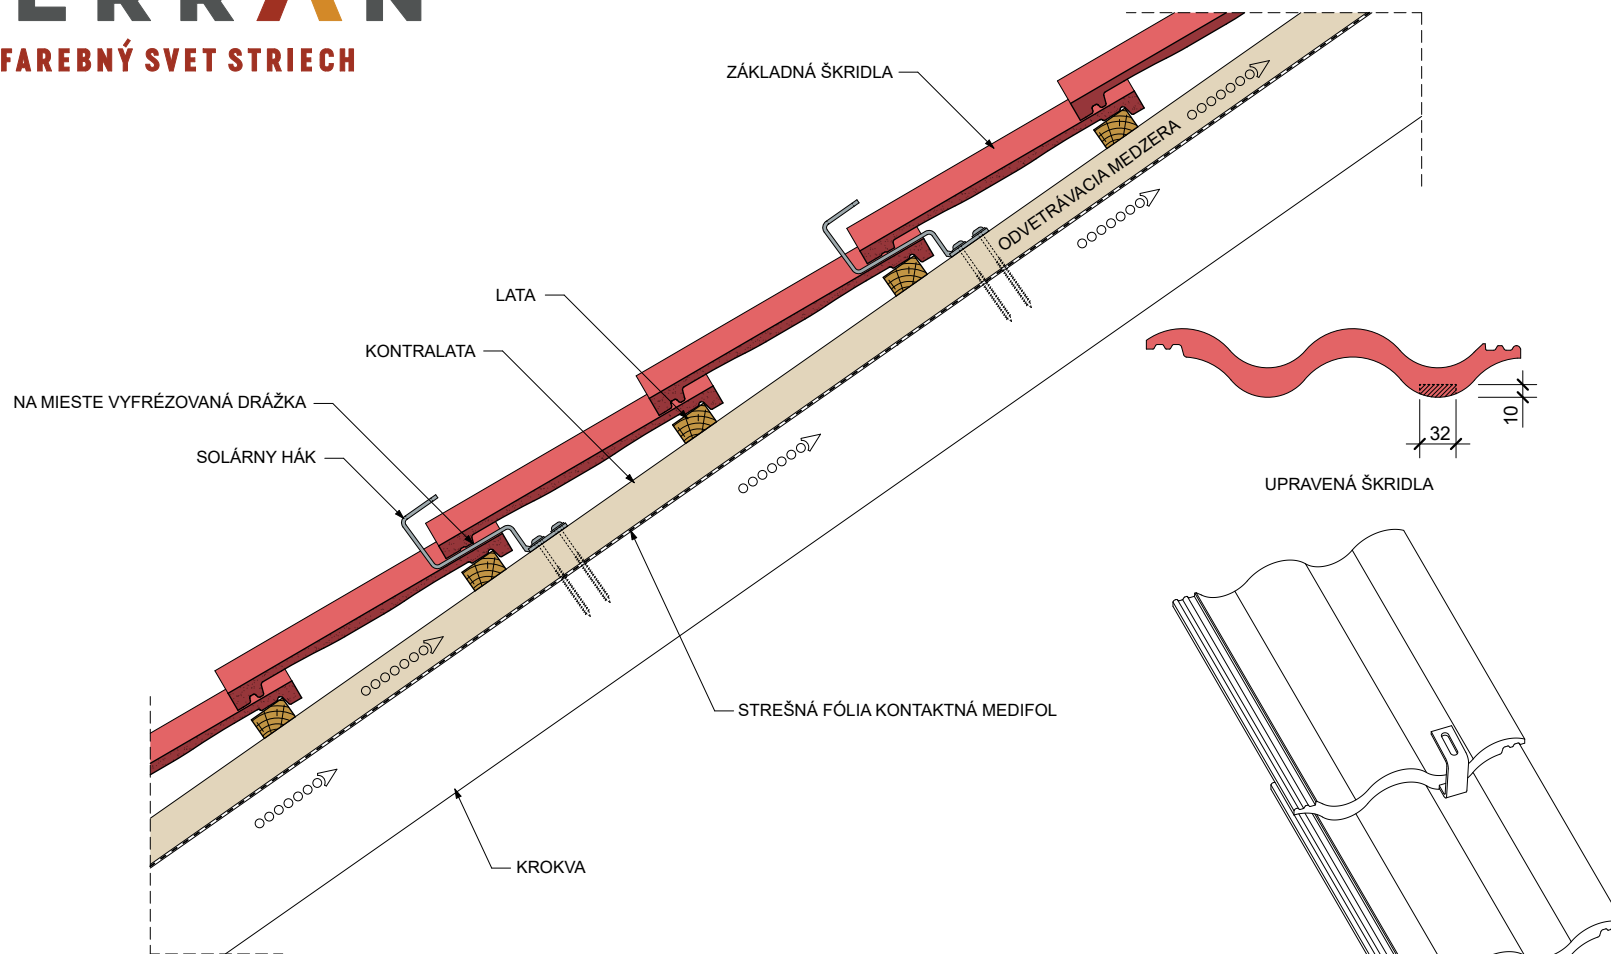 ERRAN
FAREBNÝ SVET STRIECH
ZÁKLADNÁ ŠKRIDLA
ODVETRÁVACIA MEDZERA
LATA
KONTRALATA
NA MIESTE VYFRÉZOVANÁ DRÁŽKA
SOLÁRNY HÁK
10
32
UPRAVENÁ ŠKRIDLA
STREŠNÁ FÓLIA KONTAKTNÁ MEDIFOL
KROKVA